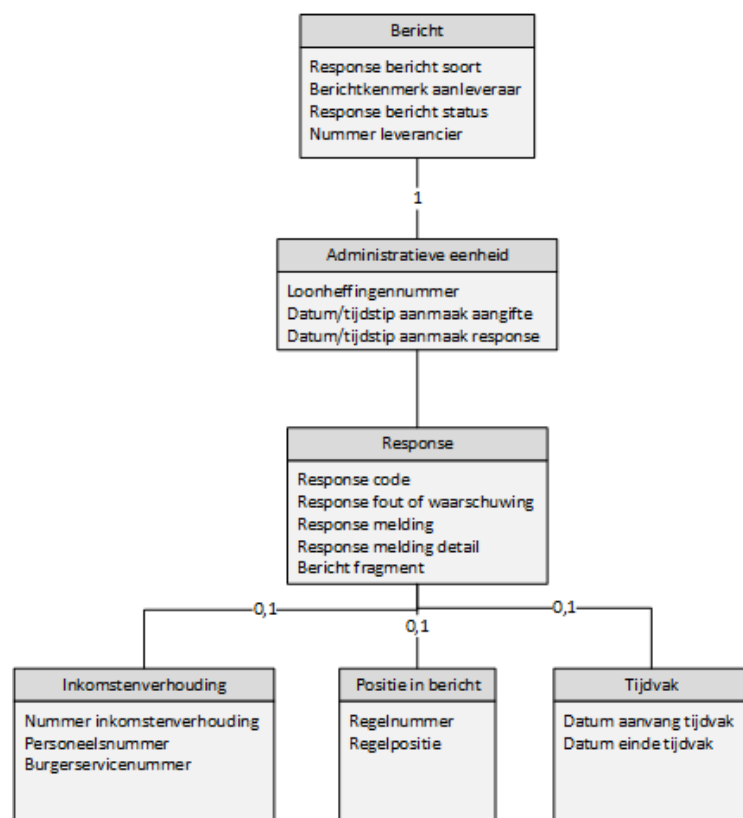 Bericht
Response bericht soort
Berichtkenmerk aanleveraar
Response bericht status
Nummer leverancier
1
Administratieve eenheid
Loonheffingennummer
Datum/tijdstip aanmaak aangifte
Datum/tijdstip aanmaak response
Response
Response code
Response fout of waarschuwing
Response melding
Response melding detail
Bericht fragment
0,1
0,1
0,1
Inkomstenverhouding
Nummer inkomstenverhouding
Personeelsnummer
Burgerservicenummer
Positie in bericht
Regelnummer
Regelpositie
Tijdvak
Datum aanvang tijdvak
Datum einde tijdvak